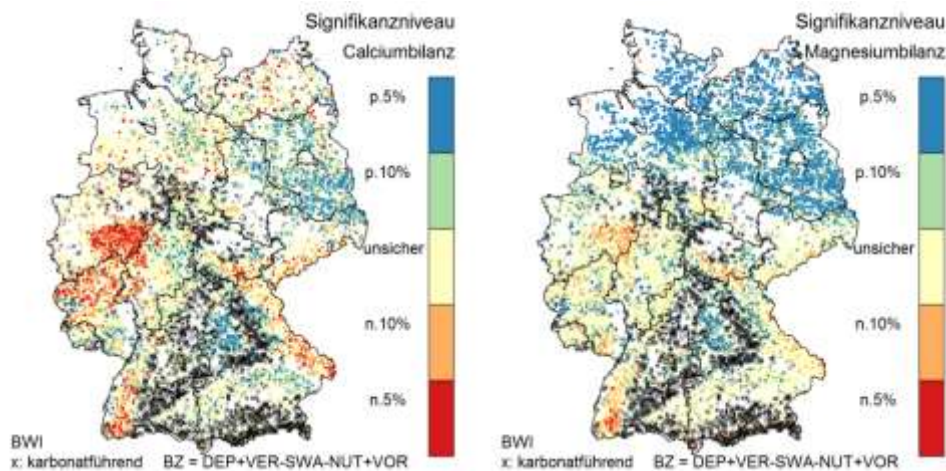 Signifikanzniveau
Calciumbilanz
p.5%
p.10%
unsicher
n.10%
n.5%
BWI
x: karbonatführend BZ = DEP+VER-SWA-NUT+VOR
Signifikanzniveau
Magnesiumbilanz
p.5%
p.10%
unsicher
n.10%
n.5%
BWI
x: karbonatführend BZ = DEP+VER-SWA-NUT+VOR